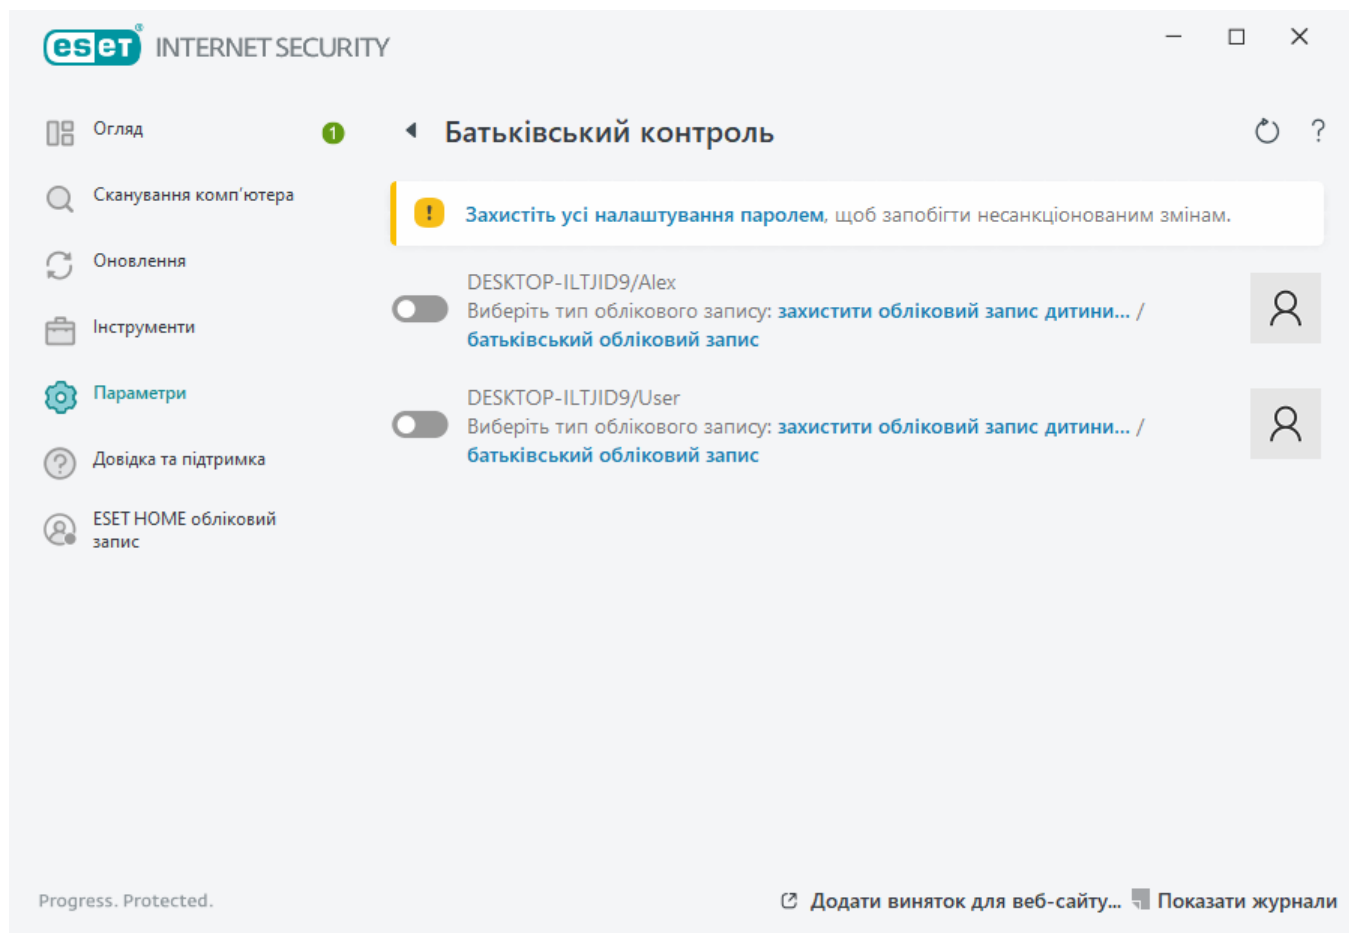 eset® INTERNET SECURITY
Огляд
1
Сканування комп'ютера
Оновлення
Інструменти
Параметри
Довідка та підтримка
ESET HOME обліковий
запис
Батьківський контроль
?
Захистіть усі налаштування паролем, щоб запобігти несанкціонованим змінам.
DESKTOP-ILTJID9/Alex
Виберіть тип облікового запису: захистити обліковий запис дитини... /
батьківський обліковий запис
DESKTOP-ILTJID9/User
Виберіть тип облікового запису: захистити обліковий запис дитини... /
батьківський обліковий запис
Progress. Protected.
Додати виняток для веб-сайту... Показати журнали